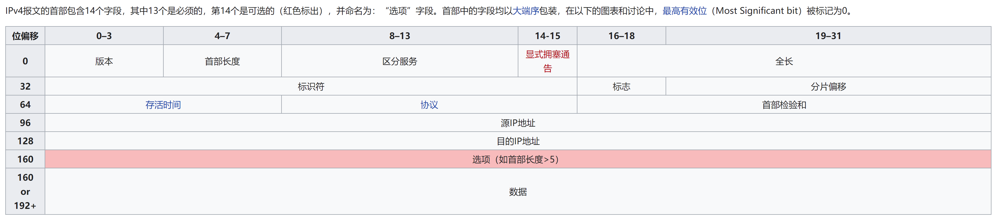 IPv4报文的首部包含14个字段，其中13个是必须的，第14个是可选的（红色标出），并命名为：“选项”字段。首部中的字段均以大端序包装，在以下的图表和讨论中，最高有效位（Most Significant bit）被标记为0。
位偏移 0–3 4–7 8–13 14-15 16–18 19–31
0 版本 首部长度 区分服务 显式拥塞通 全长
告
32 标识符 标志 分片偏移
64 存活时间 协议 首部检验和
96 源IP地址
128 目的IP地址
160 选项（如首部长度>5）
160
or 数据
192+